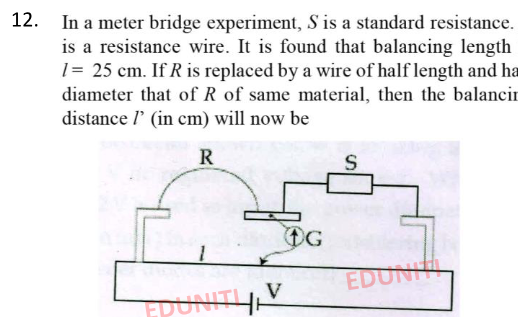 12. In a meter bridge experiment, S is a standard resistance.
is a resistance wire. It is found that balancing length
l = 25 cm. If R is replaced by a wire of half length and
diameter that of R of same material, then the
distance l' (in cm) will now be
R
S
G
l
V
EDUNITI
EDUNITI